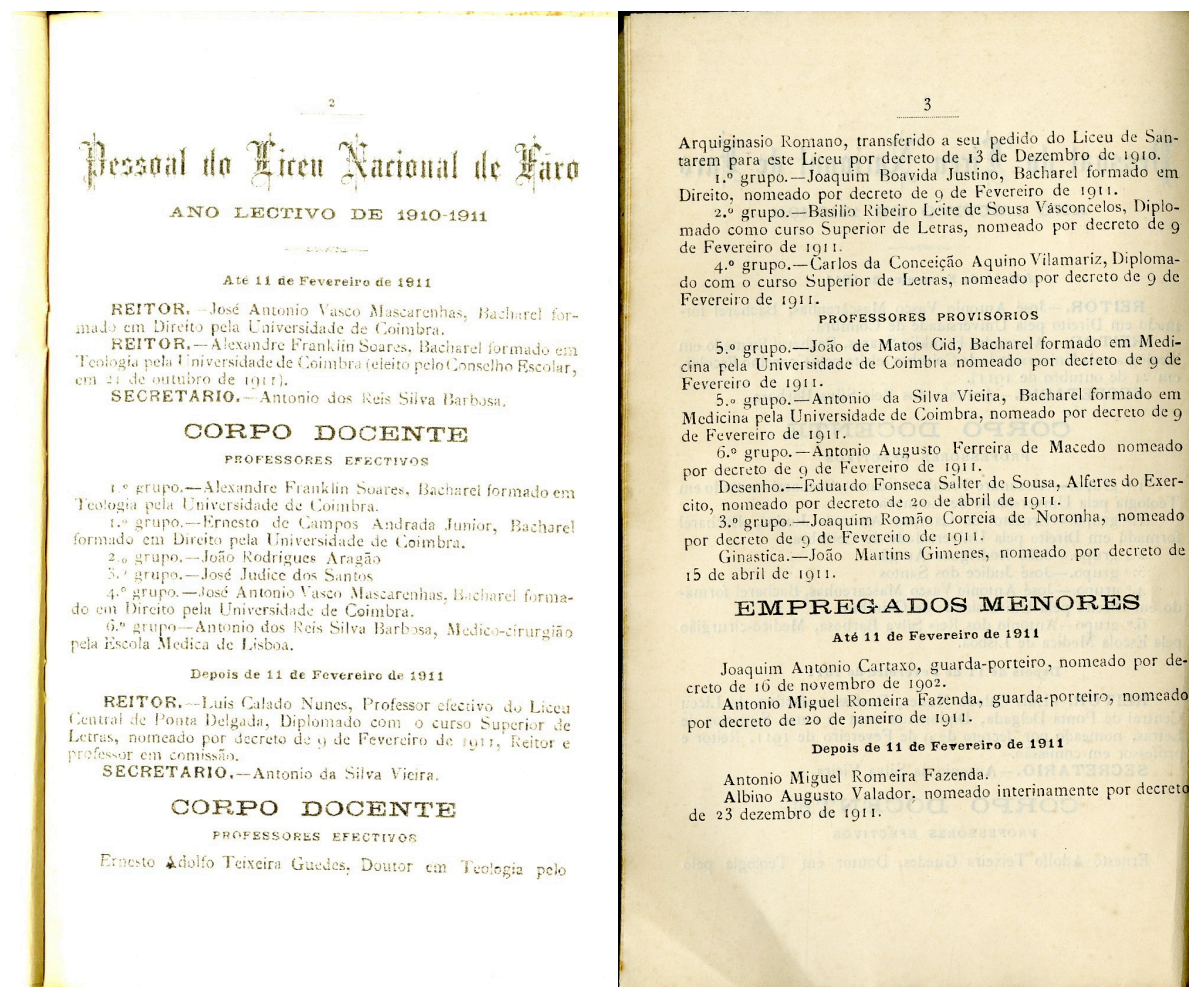 2
Pessoal do Liceu Nacional de Faro
ANO LECTIVO DE 1910-1911
Até 11 de Fevereiro de 1911
REITOR.—José Antonio Vasco Mascarenhas, Bacharel for-
mado em Direito pela Universidade de Coimbra.
REITOR.—Alexandre Franklin Soares, Bacharel formado em
Teologia pela Universidade de Coimbra (eleito pelo Conselho Escolar,
em 21 de outubro de 1911).
SECRETARIO.—Antonio dos Reis Silva Barbosa.
CORPO DOCENTE
PROFESSORES EFECTIVOS
1.º grupo.—Alexandre Franklin Soares, Bacharel formado em
Teologia pela Universidade de Coimbra.
1.º grupo.—Ernesto de Campos Andrada Junior, Bacharel
formado em Direito pela Universidade de Coimbra.
2.º grupo.—João Rodrigues Aragão
3.º grupo.—José Judice dos Santos
4.º grupo.—José Antonio Vasco Mascarenhas, Bacharel forma-
do em Direito pela Universidade de Coimbra.
6.º grupo—Antonio dos Reis Silva Barbosa, Medico-cirurgião
pela Escola Medica de Lisboa.
Depois de 11 de Fevereiro de 1911
REITOR.—Luis Calado Nunes, Professor efectivo do Liceu
Central de Ponta Delgada, Diplomado com o curso Superior de
Letras, nomeado por decreto de 9 de Fevereiro de 1911, Reitor e
professor em comissão.
SECRETARIO.—Antonio da Silva Vieira.
CORPO DOCENTE
PROFESSORES EFECTIVOS
Ernesto Adolfo Teixeira Guedes, Doutor em Teologia pelo
3
Arquiginasio Romano, transferido a seu pedido do Liceu de San-
tarem para este Liceu por decreto de 13 de Dezembro de 1910.
1.º grupo.—Joaquim Boavida Justino, Bacharel formado em
Direito, nomeado por decreto de 9 de Fevereiro de 1911.
2.º grupo.—Basilio Ribeiro Leite de Sousa Vasconcelos, Diplo-
mado como curso Superior de Letras, nomeado por decreto de 9
de Fevereiro de 1911.
4.º grupo.—Carlos da Conceição Aquino Vilamariz, Diploma-
do com o curso Superior de Letras, nomeado por decreto de 9 de
Fevereiro de 1911.
PROFESSORES PROVISORIOS
5.º grupo.—João de Matos Cid, Bacharel formado em Medi-
cina pela Universidade de Coimbra nomeado por decreto de 9 de
Fevereiro de 1911.
5.º grupo.—Antonio da Silva Vieira, Bacharel formado em
Medicina pela Universidade de Coimbra, nomeado por decreto de 9
de Fevereiro de 1911.
6.º grupo.—Antonio Augusto Ferreira de Macedo nomeado
por decreto de 9 de Fevereiro de 1911.
Desenho.—Eduardo Fonseca Salter de Sousa, Alferes do Exer-
cito, nomeado por decreto de 20 de abril de 1911.
3.º grupo.—Joaquim Romão Correia de Noronha, nomeado
por decreto de 9 de Fevereiro de 1911.
Ginastica.—João Martins Gimenes, nomeado por decreto de
15 de abril de 1911.
EMPREGADOS MENORES
Até 11 de Fevereiro de 1911
Joaquim Antonio Cartaxo, guarda-porteiro, nomeado por de-
creto de 16 de novembro de 1902.
Antonio Miguel Romeira Fazenda, guarda-porteiro, nomeado
por decreto de 20 de janeiro de 1911.
Depois de 11 de Fevereiro de 1911
Antonio Miguel Romeira Fazenda.
Albino Augusto Valador. nomeado interinamente por decreto
de 23 dezembro de 1911.